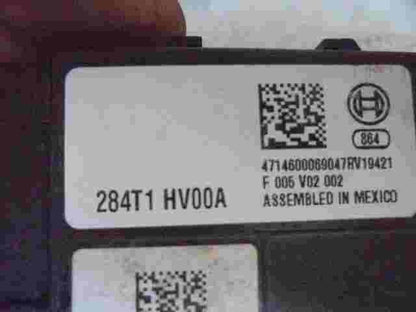 864
4714600069047RV19421
F 005 V02 002
284T1 HV00A
ASSEMBLED IN MEXICO